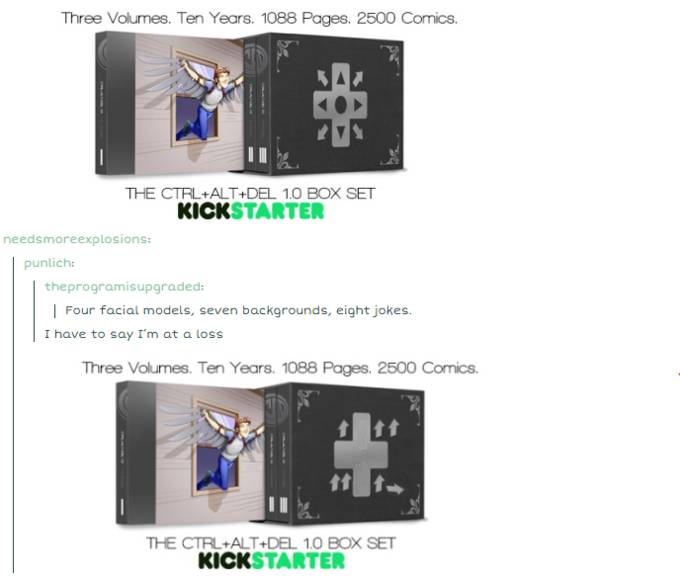 Three Volumes. Ten Years. 1088 Pages. 2500 Comics.
THE CTRL+ALT+DEL 1.0 BOX SET
KICKSTARTER
needsmoreexplosions:
punlich:
theprogramisupgraded:
Four facial models, seven backgrounds, eight jokes.
I have to say I'm at a loss
Three Volumes. Ten Years. 1088 Pages. 2500 Comics.
THE CTRL+ALT+DEL 1.0 BOX SET
KICKSTARTER